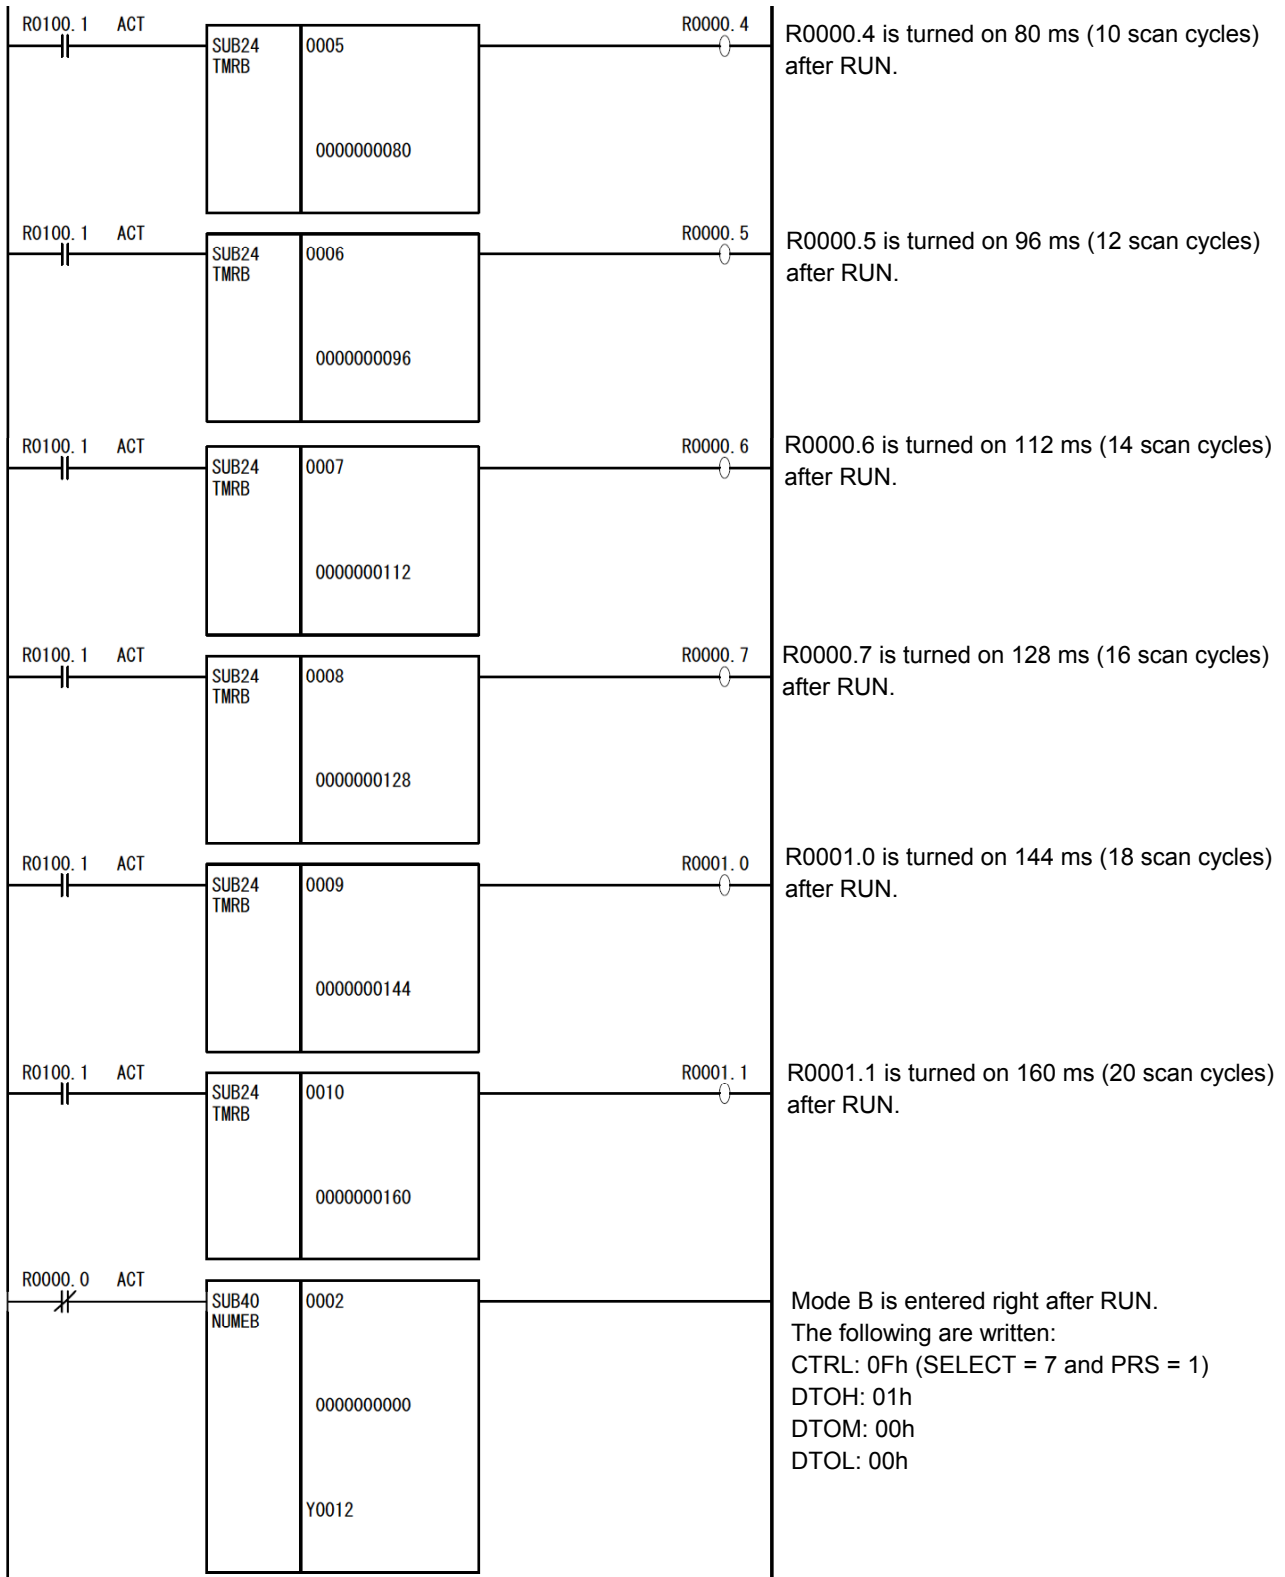 R0100.1 ACT
SUB24 0005
TMRB
0000000080
R0000.4
R0000.4 is turned on 80 ms (10 scan cycles)
after RUN.
R0100.1 ACT
SUB24 0006
TMRB
0000000096
R0000.5
R0000.5 is turned on 96 ms (12 scan cycles)
after RUN.
R0100.1 ACT
SUB24 0007
TMRB
0000000112
R0000.6
R0000.6 is turned on 112 ms (14 scan cycles)
after RUN.
R0100.1 ACT
SUB24 0008
TMRB
0000000128
R0000.7
R0000.7 is turned on 128 ms (16 scan cycles)
after RUN.
R0100.1 ACT
SUB24 0009
TMRB
0000000144
R0001.0
R0001.0 is turned on 144 ms (18 scan cycles)
after RUN.
R0100.1 ACT
SUB24 0010
TMRB
0000000160
R0001.1
R0001.1 is turned on 160 ms (20 scan cycles)
after RUN.
R0000.0 ACT
SUB40 0002
NUMEB
0000000000
Y0012
Mode B is entered right after RUN.
The following are written:
CTRL: 0Fh (SELECT = 7 and PRS = 1)
DTOH: 01h
DTOM: 00h
DTOL: 00h